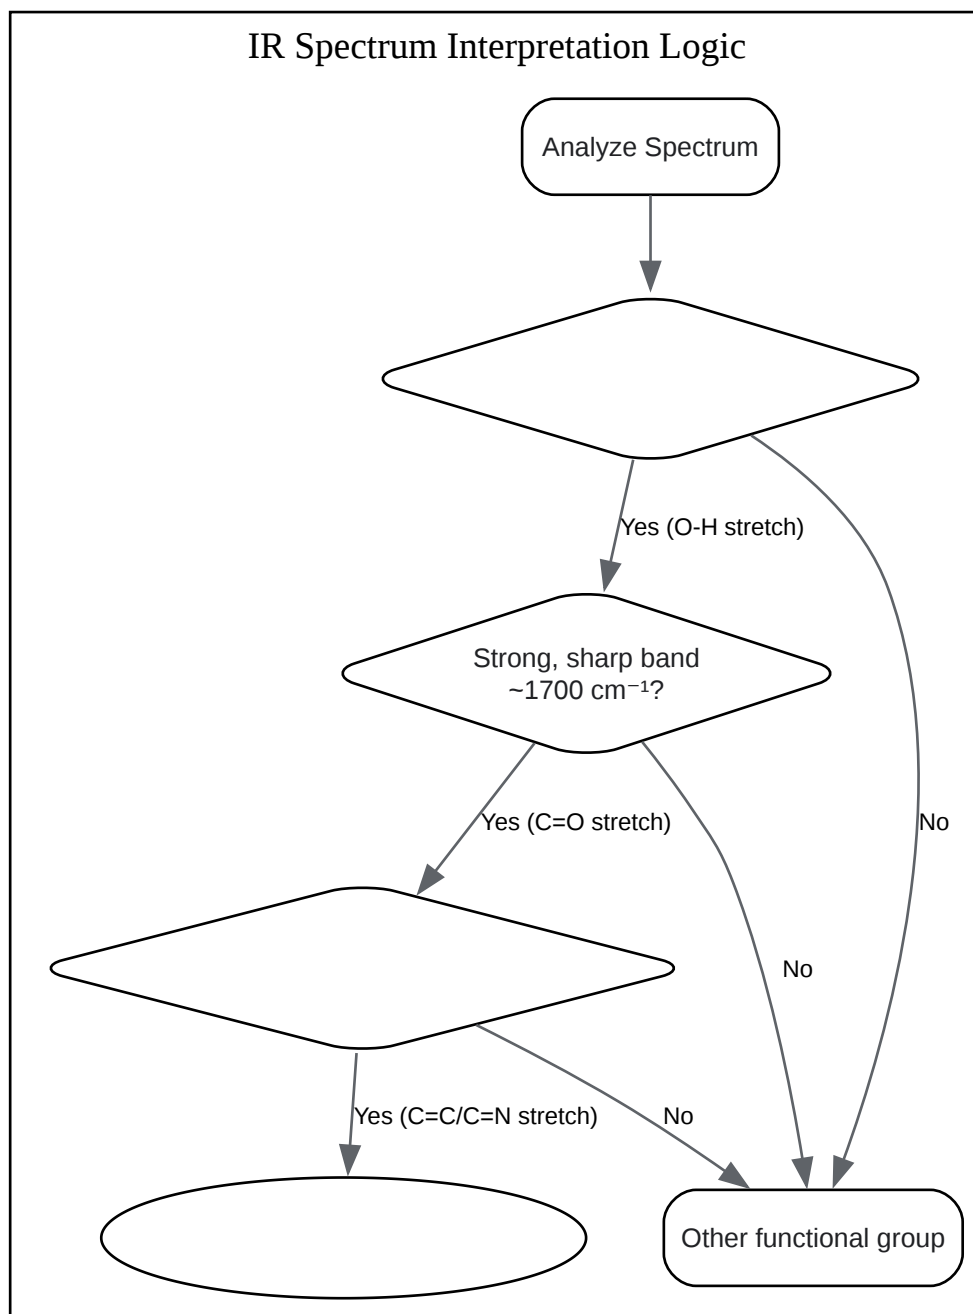 IR Spectrum Interpretation Logic
Analyze Spectrum
Yes (O-H stretch)
Strong, sharp band
~1700 cm⁻¹?
Yes (C=O stretch)
No
No
Yes (C=C/C=N stretch)
No
Other functional group